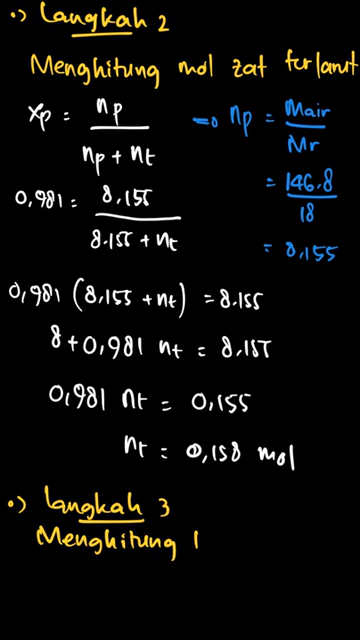 •) Langkah 2
Menghitung mol zat terlarut
xp = np / np + nt
⇒ np = Mair / Mr
= 146.8 / 18
= 8,155
0,981 = 8.155 / 8.155 + nt
0,981 (8.155 + nt) = 8.155
8 + 0,981 nt = 8.155
0,981 nt = 0,155
nt = 0,158 mol
•) Langkah 3
Menghitung